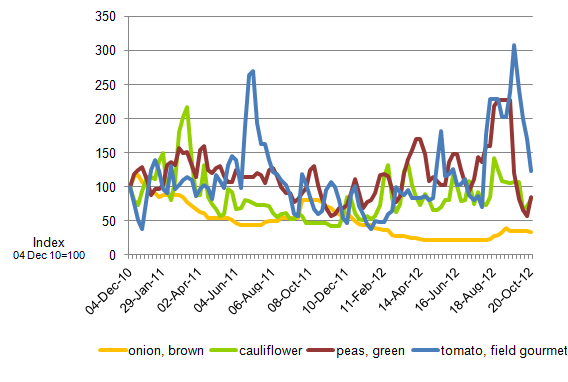 350
300
250
200
150
100
50
0
Index
04 Dec 10=100
04-Dec-10
29-Jan-11
02-Apr-11
04-Jun-11
06-Aug-11
08-Oct-11
10-Dec-11
11-Feb-12
14-Apr-12
16-Jun-12
18-Aug-12
20-Oct-12
onion, brown
cauliflower
peas, green
tomato, field gourmet